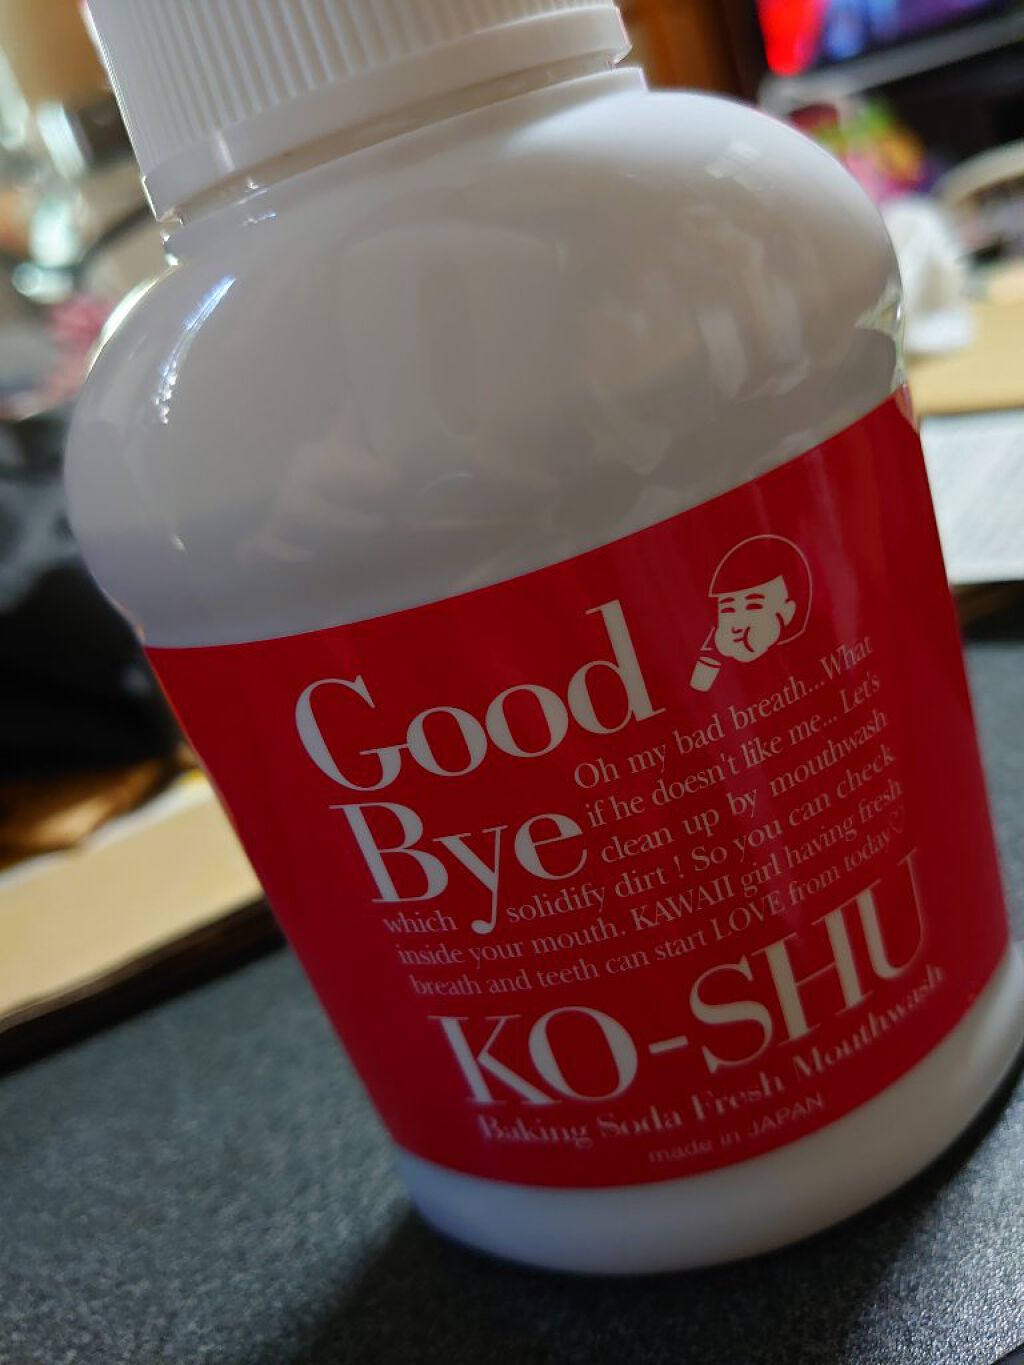 Good
Oh my bad breath...What
Bye if he doesn't like me... Let's
clean up by mouthwash
which solidify dirt ! So you can check
inside your mouth. KAWAII girl having fresh
breath and teeth can start LOVE from today♡
KO-SHU
Baking Soda Fresh Mouthwash
made in JAPAN